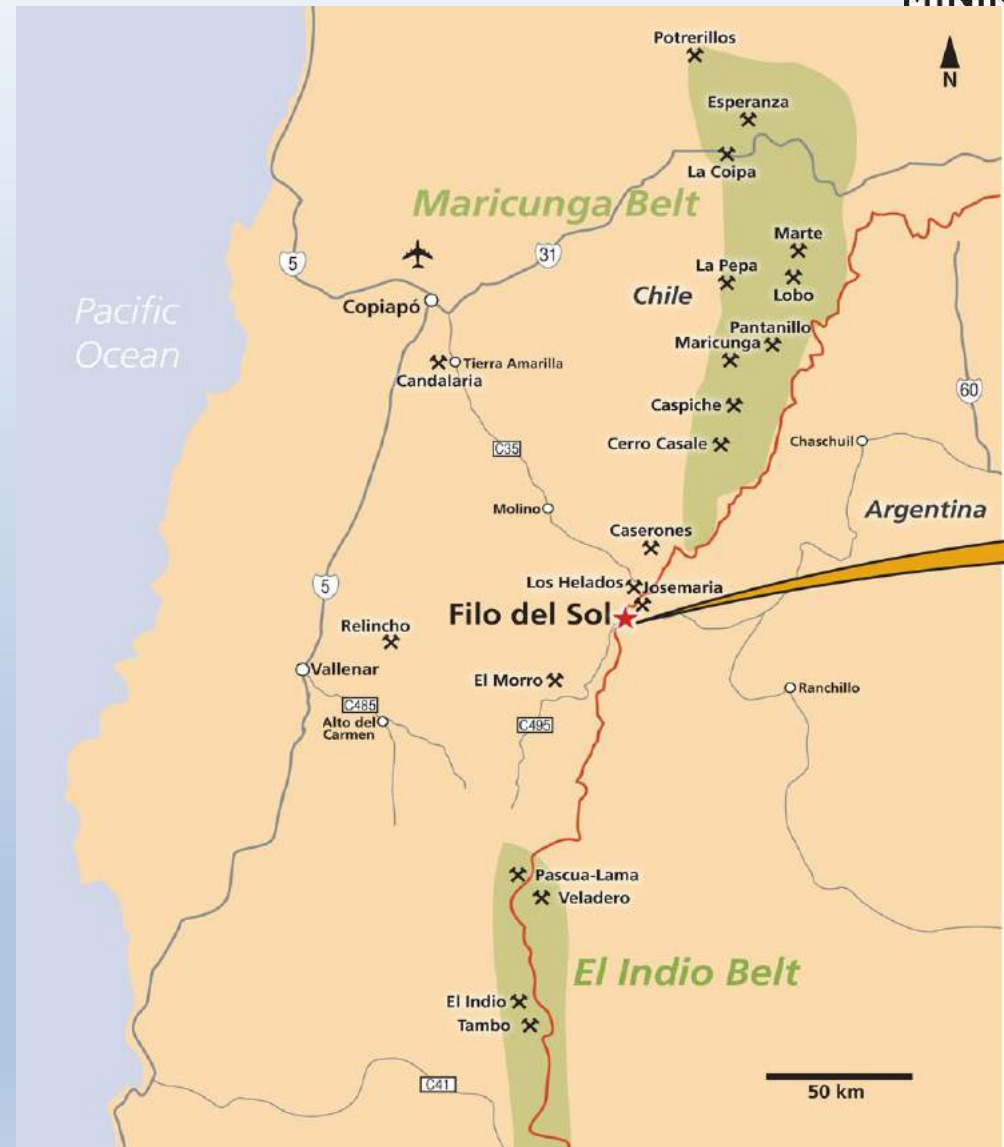 Potrerillos
N
Esperanza
La Coipa
Maricunga Belt
Marte
31
5
La Pepa
Chile
Lobo
Pacific
Ocean
Copiapó
Pantanillo
Maricunga
Tierra Amarilla
Candalaria
60
Caspiche
Cerro Casale
Chaschuil
C35
Molino
Argentina
Caserones
Los Helados
Josemaria
5
Filo del Sol
Relincho
Vallenar
El Morro
Ranchillo
C485
Alto del
Carmen
C495
Pascua-Lama
Veladero
El Indio Belt
El Indio
Tambo
C41
50 km